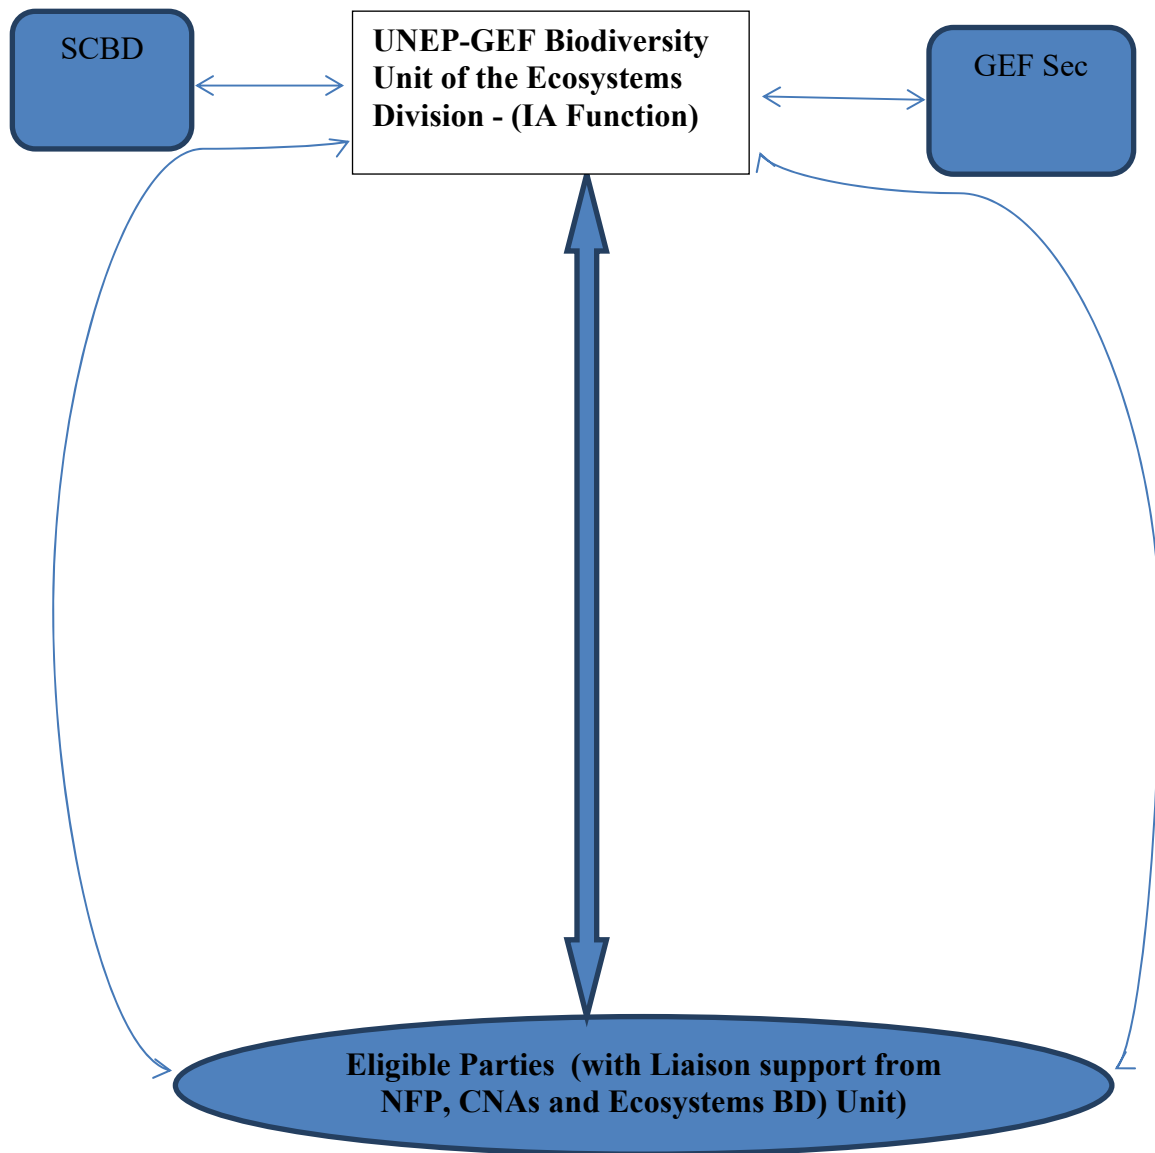 SCBD
UNEP-GEF Biodiversity
Unit of the Ecosystems
Division - (IA Function)
GEF Sec
Eligible Parties  (with Liaison support from
NFP, CNAs and Ecosystems BD) Unit)